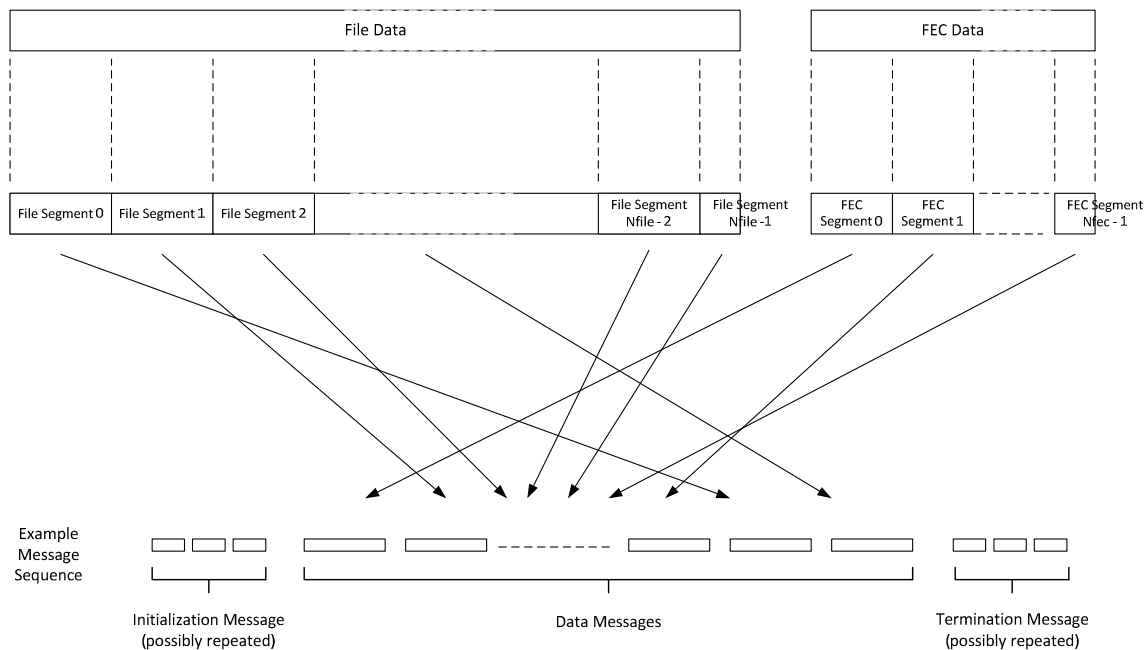 File Data
FEC Data
File Segment 0
File Segment 1
File Segment 2
File Segment
Nfile - 2
File Segment
Nfile -1
FEC
Segment 0
FEC
Segment 1
FEC Segment
Nfec - 1
Example
Message
Sequence
Initialization Message
(possibly repeated)
Data Messages
Termination Message
(possibly repeated)